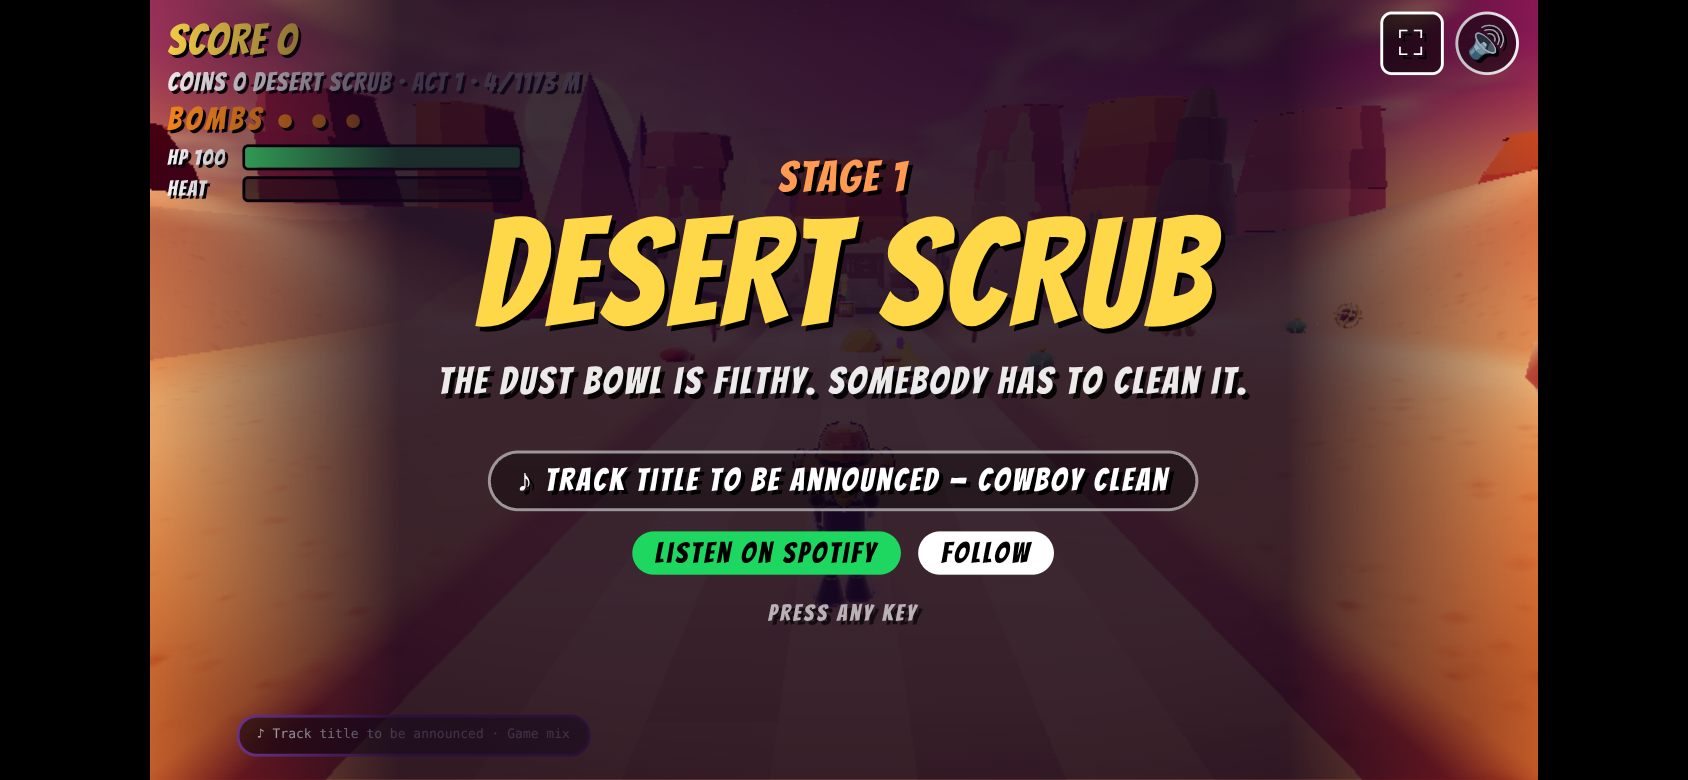 SCORE 0
COINS 0 DESERT SCRUB · ACT 1 · 4/1173 M
BOMBS
HP 100
HEAT
STAGE 1
DESERT SCRUB
THE DUST BOWL IS FILTHY. SOMEBODY HAS TO CLEAN IT.
♪ TRACK TITLE TO BE ANNOUNCED — COWBOY CLEAN
LISTEN ON SPOTIFY
FOLLOW
PRESS ANY KEY
♪ Track title to be announced · Game mix